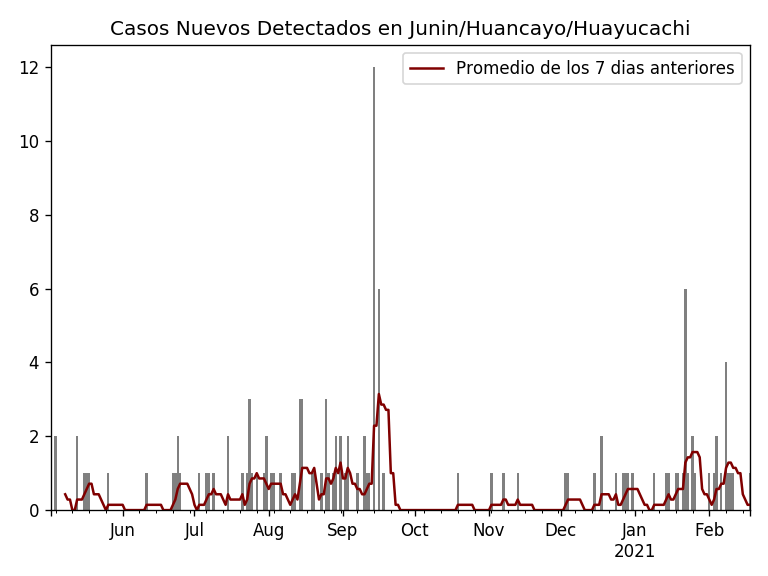 Casos Nuevos Detectados en Junin/Huancayo/Huayucachi
Promedio de los 7 dias anteriores
12
10
8
6
4
2
0
Jun Jul Aug Sep Oct Nov Dec Jan Feb
2021